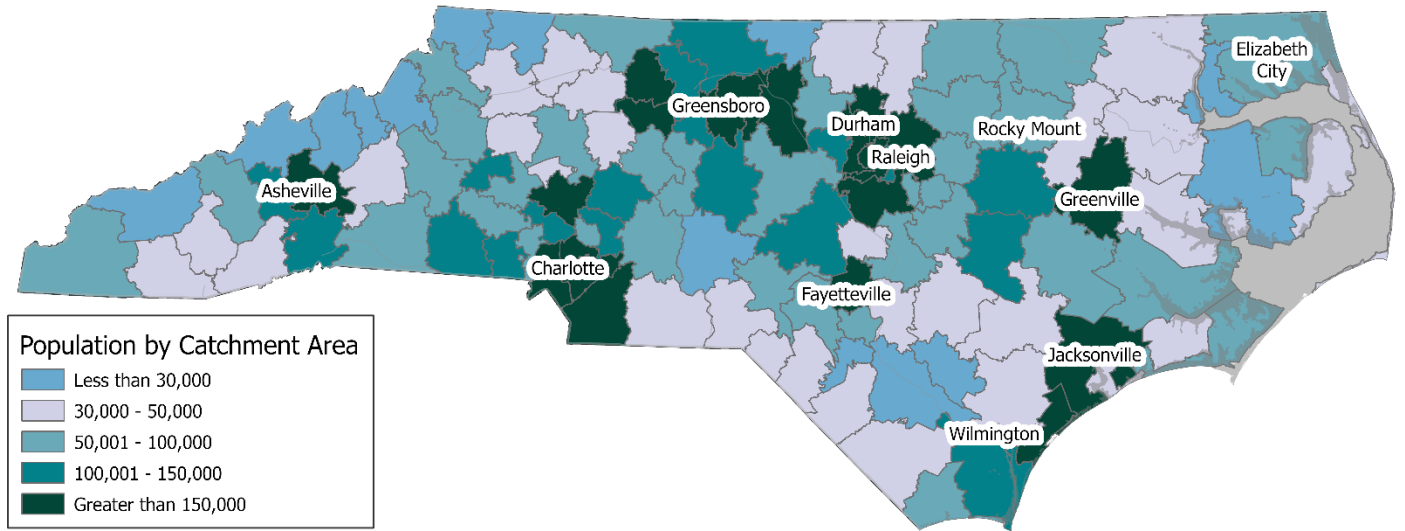 Elizabeth
City
Greensboro
Durham
Rocky Mount
Raleigh
Asheville
Greenville
Charlotte
Fayetteville
Jacksonville
Wilmington
Population by Catchment Area
Less than 30,000
30,000 - 50,000
50,001 - 100,000
100,001 - 150,000
Greater than 150,000